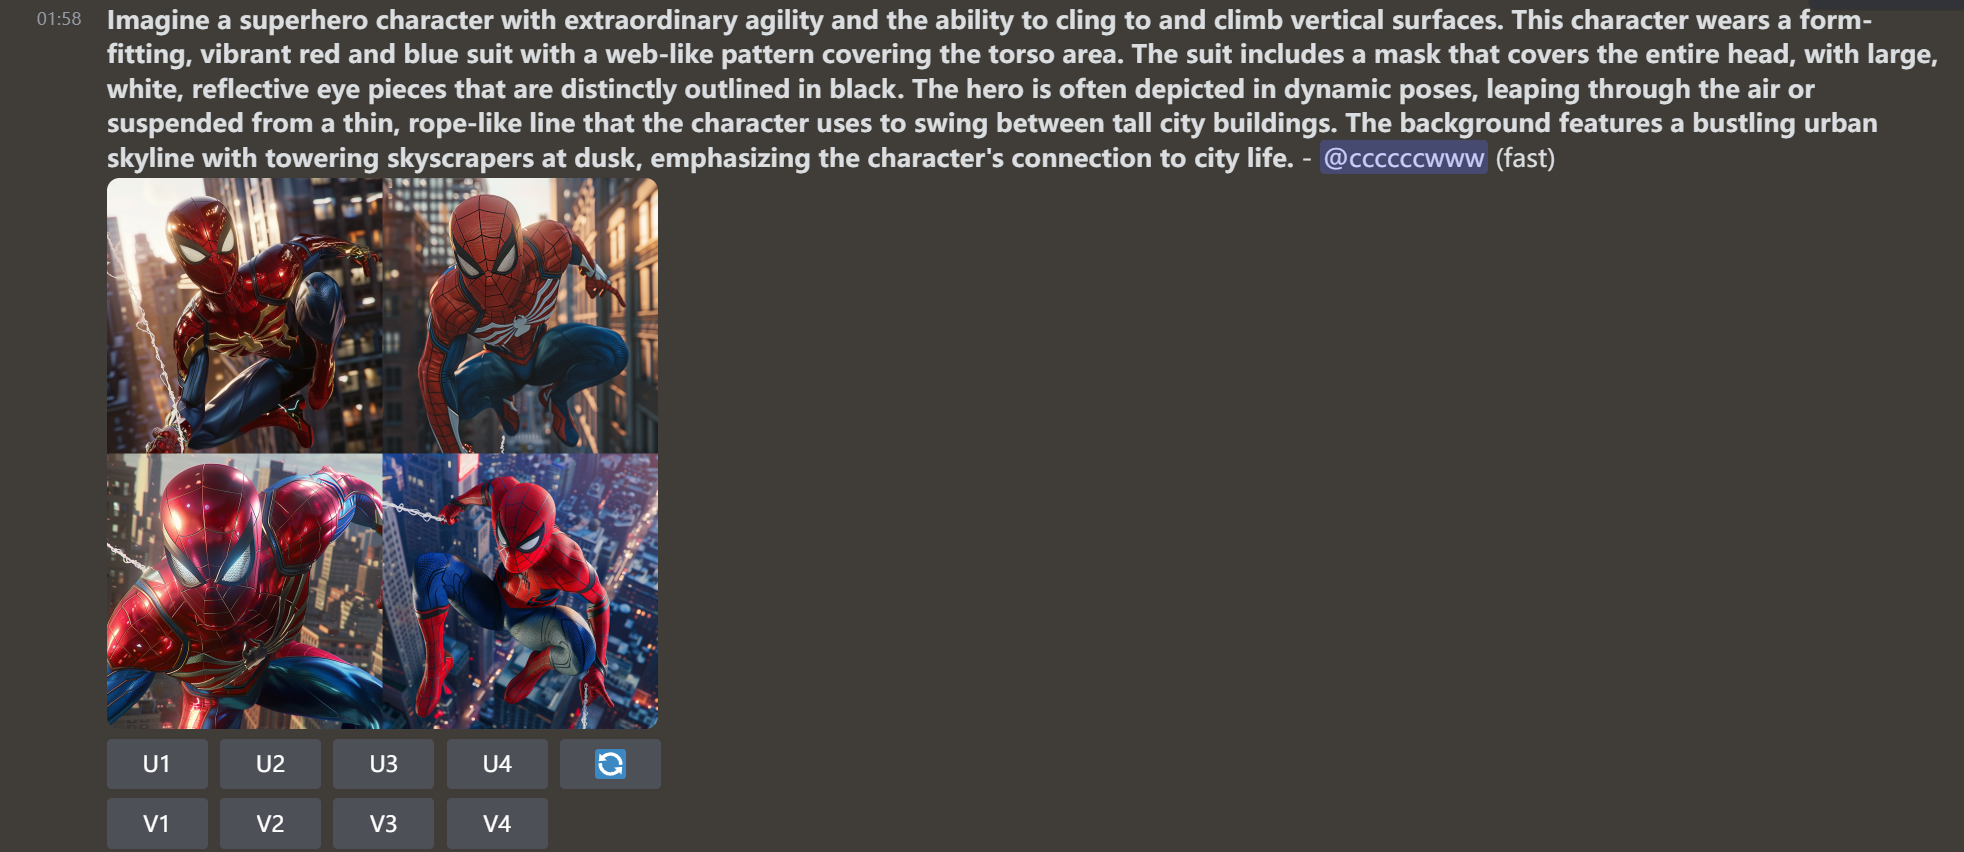 01:58 Imagine a superhero character with extraordinary agility and the ability to cling to and climb vertical surfaces. This character wears a form-
fitting, vibrant red and blue suit with a web-like pattern covering the torso area. The suit includes a mask that covers the entire head, with large,
white, reflective eye pieces that are distinctly outlined in black. The hero is often depicted in dynamic poses, leaping through the air or
suspended from a thin, rope-like line that the character uses to swing between tall city buildings. The background features a bustling urban
skyline with towering skyscrapers at dusk, emphasizing the character's connection to city life. - @ccccccwww (fast)
U1 U2 U3 U4
V1 V2 V3 V4